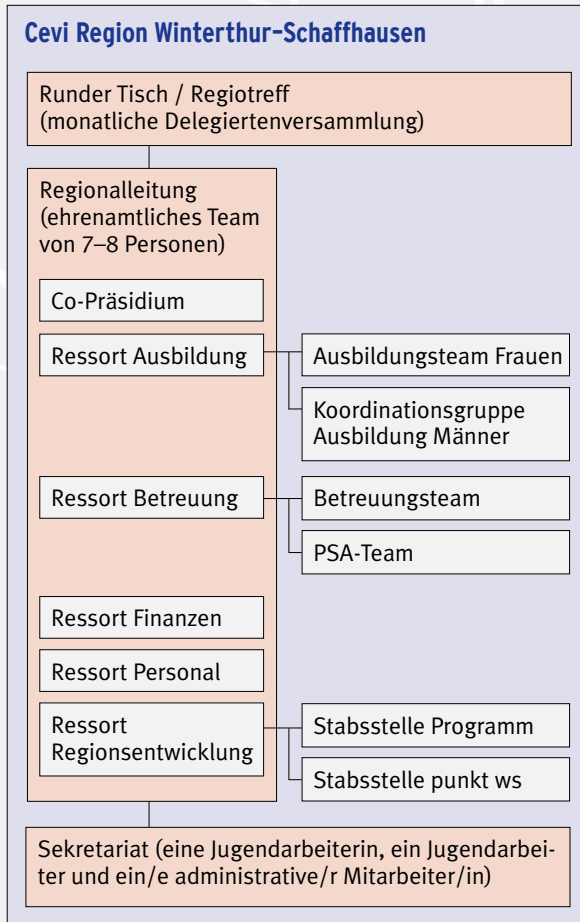 Cevi Region Winterthur–Schaffhausen
Runder Tisch / Regiotreff
(monatliche Delegiertenversammlung)
Regionalleitung
(ehrenamtliches Team
von 7–8 Personen)
Co-Präsidium
Ressort Ausbildung
Ausbildungsteam Frauen
Koordinationsgruppe
Ausbildung Männer
Ressort Betreuung
Betreuungsteam
PSA-Team
Ressort Finanzen
Ressort Personal
Ressort
Regionsentwicklung
Stabsstelle Programm
Stabsstelle punkt ws
Sekretariat (eine Jugendarbeiterin, ein Jugendarbei-
ter und ein/e administrative/r Mitarbeiter/in)